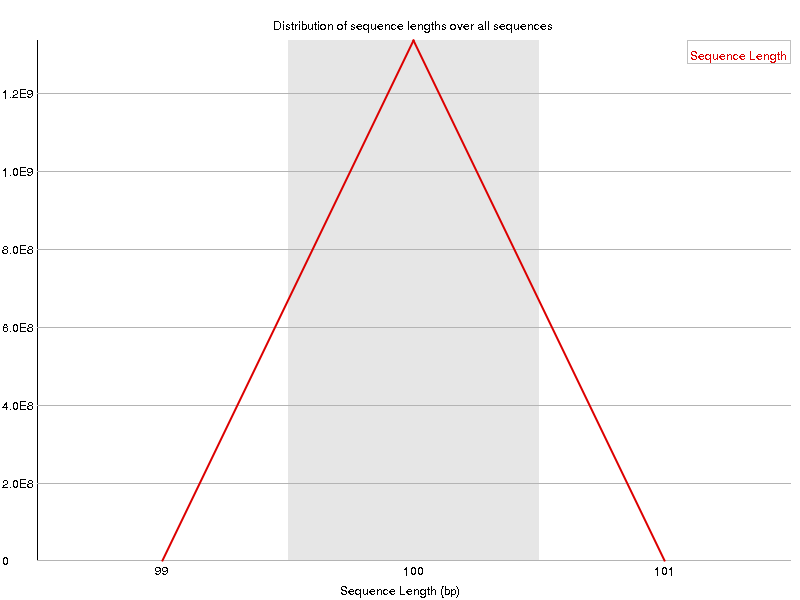 Distribution of sequence lengths over all sequences
Sequence Length
1.2E9
1.0E9
8.0E8
6.0E8
4.0E8
2.0E8
0
99 100 101
Sequence Length (bp)